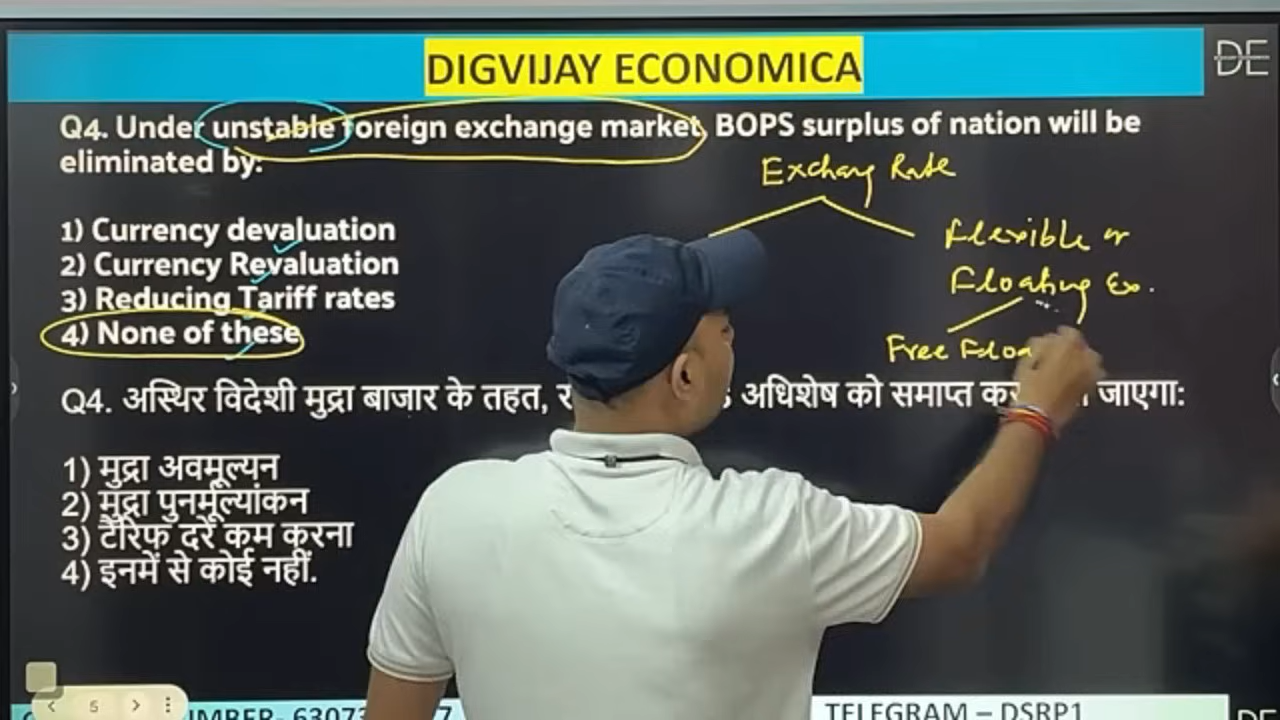 DIGVIJAY ECONOMICA
DE
Q4. Under unstable foreign exchange market, BOPS surplus of nation will be
eliminated by:
Exchang Rate
1) Currency devaluation
2) Currency Revaluation
3) Reducing Tariff rates
4) None of these
Flexible or
Floating Ex.
Free Floa
Q4. अस्थिर विदेशी मुद्रा बाजार के तहत, अधिशेष को समाप्त जाएगा:
1) मुद्रा अवमूल्यन
2) मुद्रा पुनर्मूल्यांकन
3) टैरिफ दरें कम करना
4) इनमें से कोई नहीं.
5
TELEGRAM – DSRP1